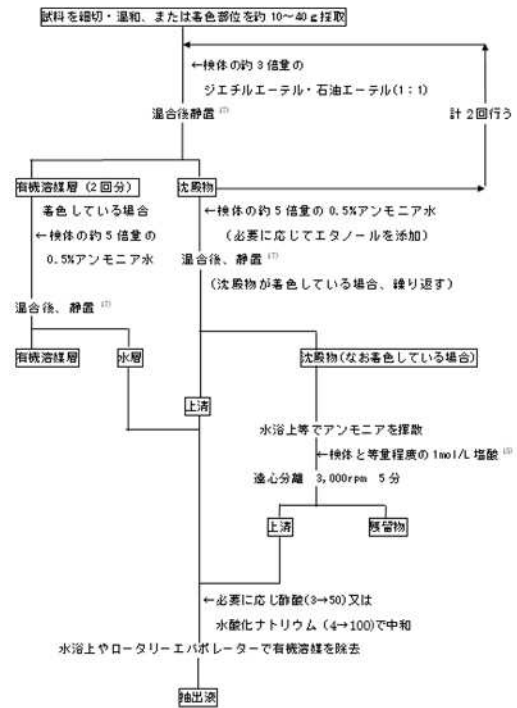 試料を細切・混和、または着色部位を約10～40g採取
←検体の約3倍量の
ジエチルエーテル・石油エーテル(1：1)
混合後静置
計2回行う
有機溶媒層(2回分)
沈殿物
着色している場合
←検体の約5倍量の0.5%アンモニア水
←検体の約5倍量の
(必要に応じてエタノールを添加)
0.5%アンモニア水
混合後、静置
(沈殿物が着色している場合、繰り返す)
混合後、静置
有機溶媒層
水層
沈殿物(なお着色している場合)
上清
水浴上等でアンモニアを揮散
←検体と等量程度の1mol/L塩酸
遠心分離 3,000rpm 5分
上清
残留物
←必要に応じ酢酸(3→50)又は
水酸化ナトリウム(4→100)で中和
水浴上やロータリーエバポレーターで有機溶媒を除去
抽出液